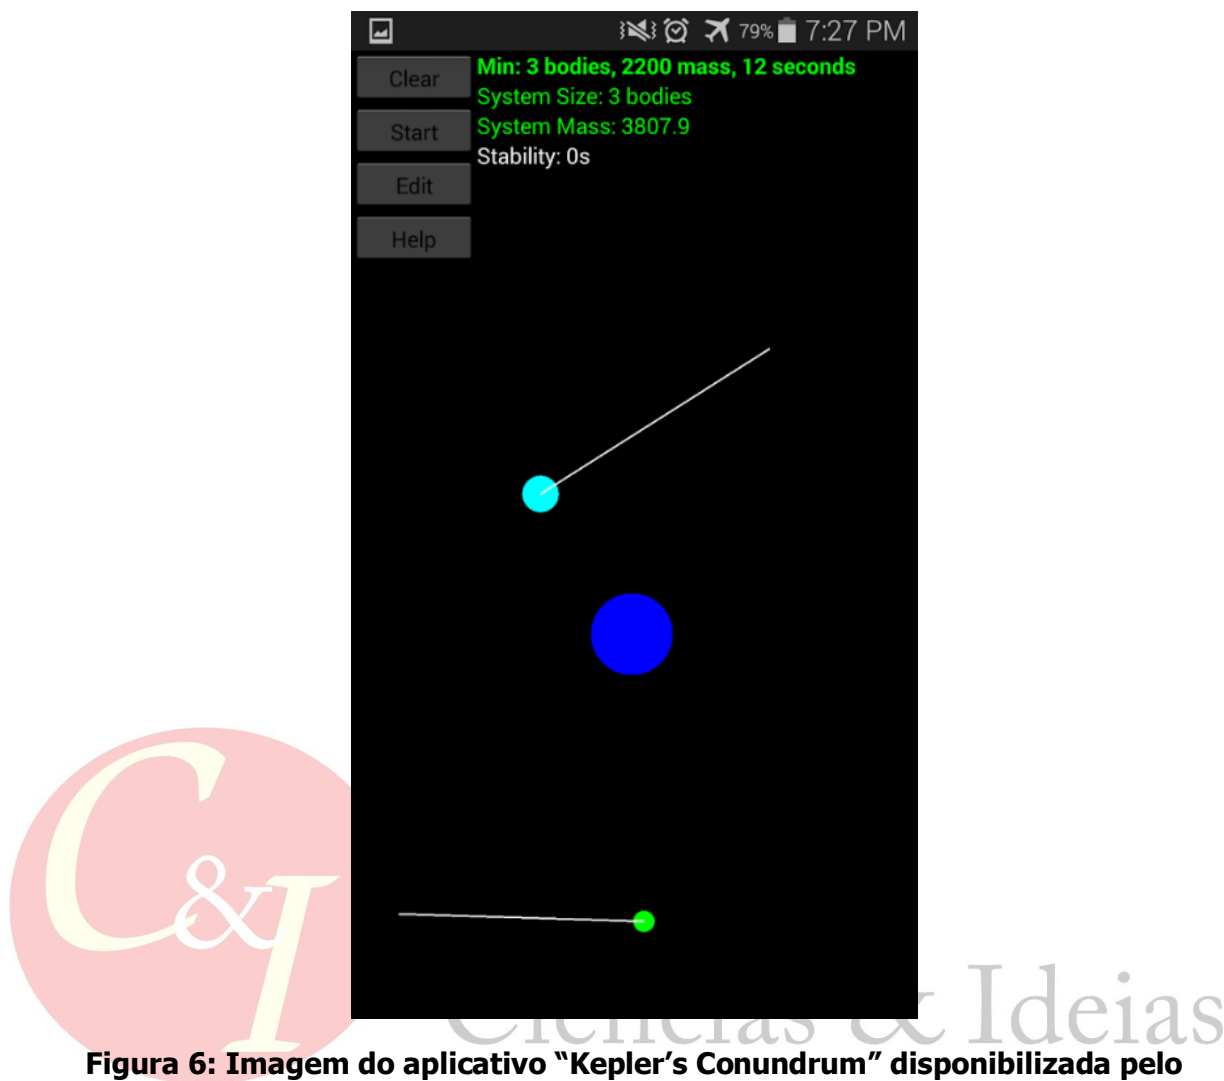 79% 7:27 PM
Clear
Start
Edit
Help
Min: 3 bodies, 2200 mass, 12 seconds
System Size: 3 bodies
System Mass: 3807.9
Stability: 0s
C&I
& Ideias
Figura 6: Imagem do aplicativo “Kepler’s Conundrum” disponibilizada pelo